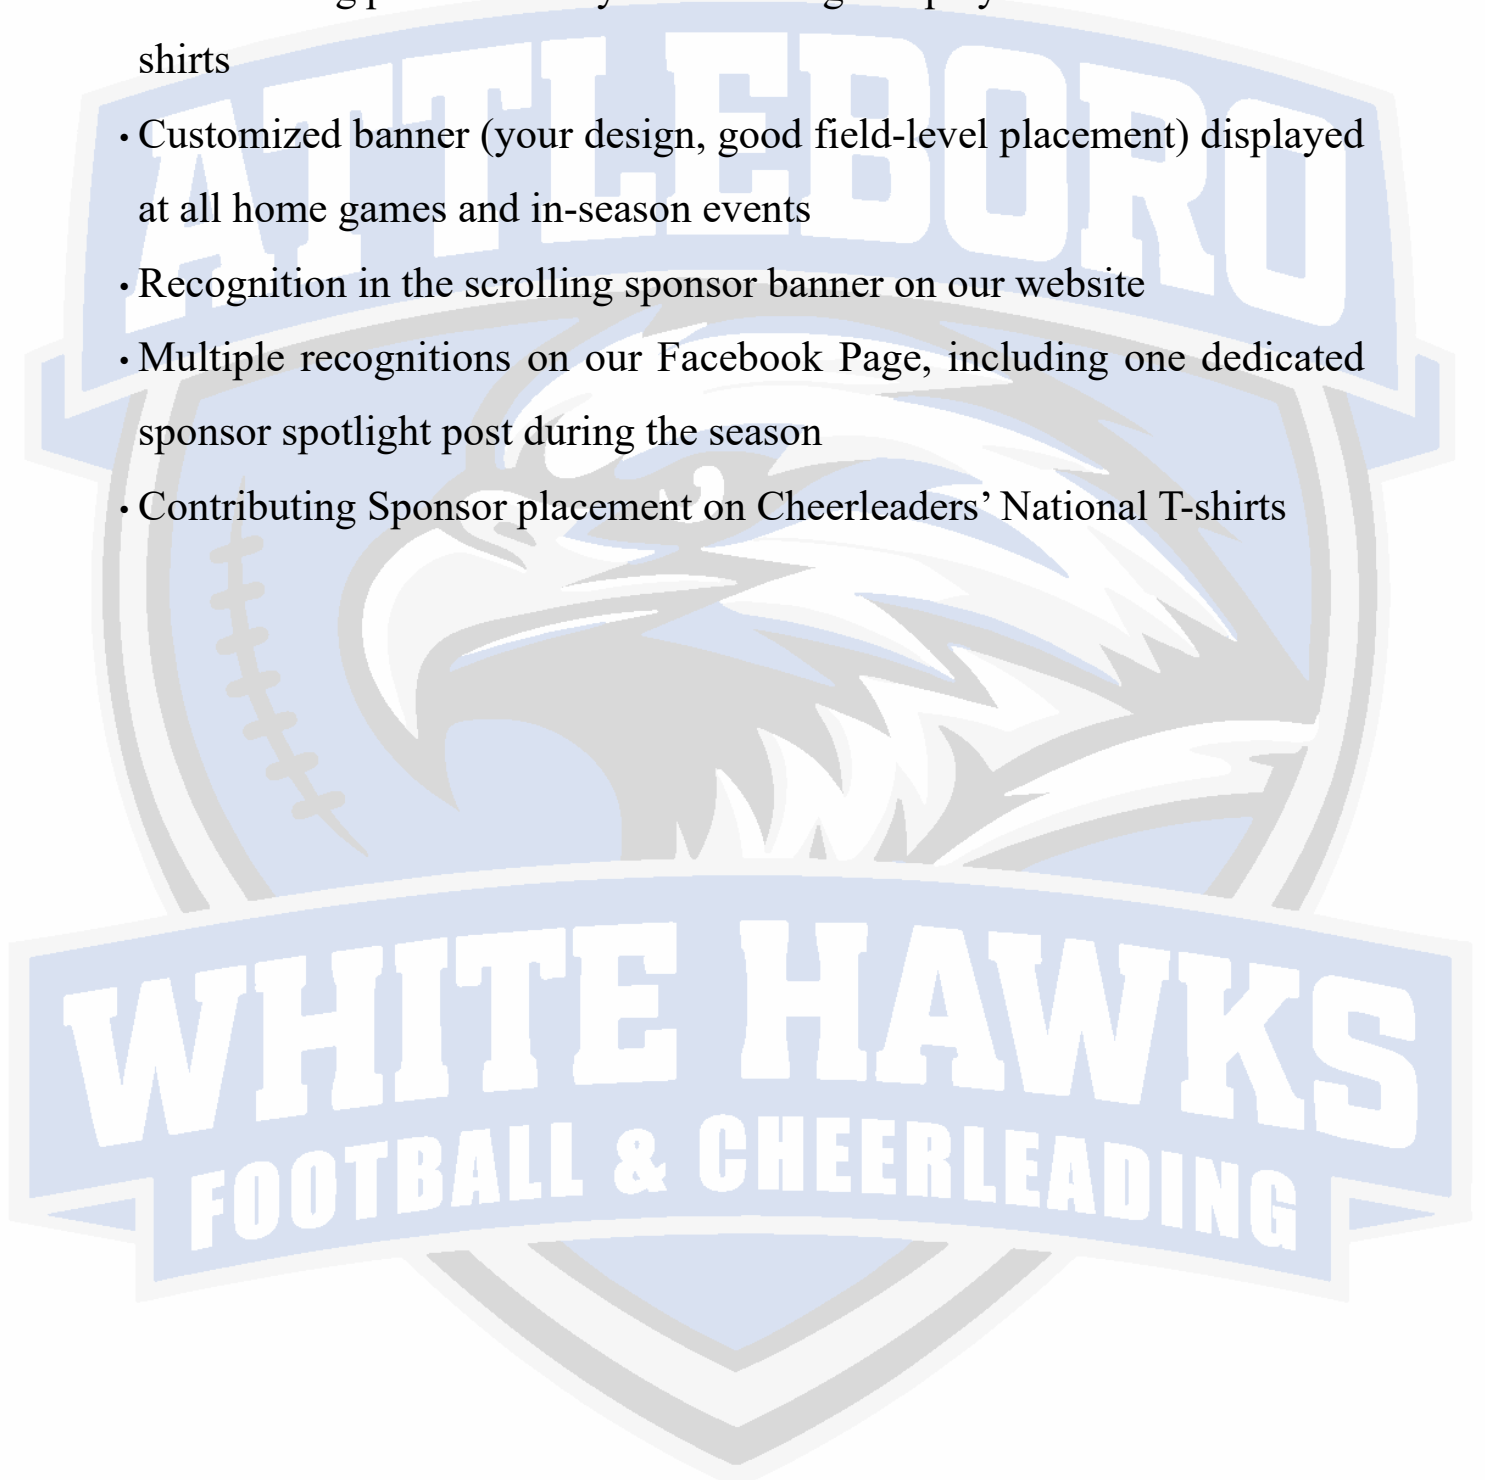 shirts
• Customized banner (your design, good field-level placement) displayed
at all home games and in-season events
• Recognition in the scrolling sponsor banner on our website
• Multiple recognitions on our Facebook Page, including one dedicated
sponsor spotlight post during the season
• Contributing Sponsor placement on Cheerleaders’ National T-shirts
ATTLEBORO
WHITE HAWKS
FOOTBALL & CHEERLEADING